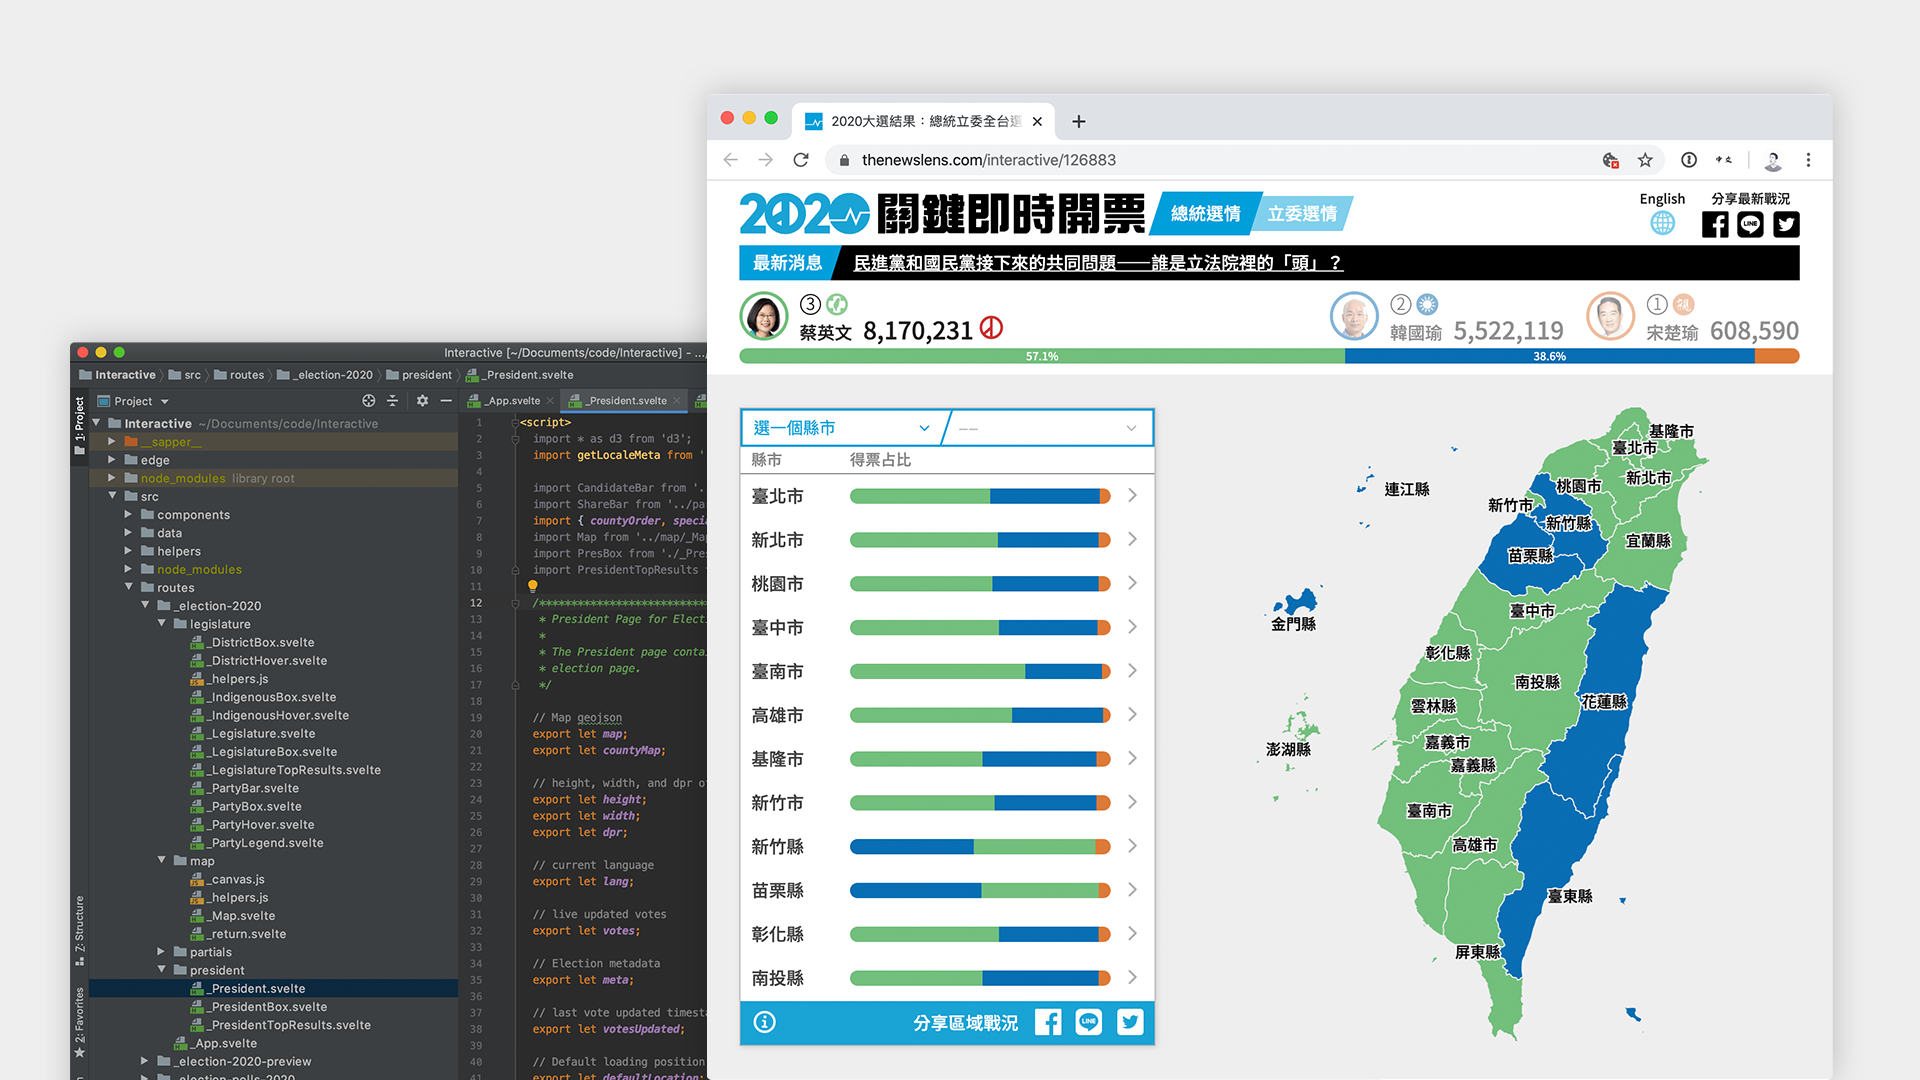 2020大選結果：總統立委全台選
thenewslens.com/interactive/126883
2020 關鍵即時開票 總統選情 立委選情
English 分享最新戰況
LINE
最新消息 民進黨和國民黨接下來的共同問題——誰是立法院裡的「頭」？
3 蔡英文 8,170,231
2 韓國瑜 5,522,119
1 宋楚瑜 608,590
57.1% 38.6%
選一個縣市 ——
縣市 得票占比
臺北市
新北市
桃園市
臺中市
臺南市
高雄市
基隆市
新竹市
新竹縣
苗栗縣
彰化縣
南投縣
分享區域戰況
LINE
基隆市
臺北市
新北市
桃園市
連江縣
新竹市
新竹縣
宜蘭縣
苗栗縣
臺中市
金門縣
彰化縣
南投縣
花蓮縣
雲林縣
嘉義市
澎湖縣
嘉義縣
臺南市
高雄市
臺東縣
屏東縣
Interactive [~/Documents/code/Interactive] - .../
Interactive src routes _election-2020 president _President.svelte
1: Project
Z: Structure
2: Favorites
Project
_App.svelte _President.svelte
Interactive ~/Documents/code/Interactive
__sapper__
edge
node_modules library root
src
components
data
helpers
node_modules
routes
_election-2020
legislature
_DistrictBox.svelte
_DistrictHover.svelte
_helpers.js
_IndigenousBox.svelte
_IndigenousHover.svelte
_Legislature.svelte
_LegislatureBox.svelte
_LegislatureTopResults.svelte
_PartyBar.svelte
_PartyBox.svelte
_PartyHover.svelte
_PartyLegend.svelte
map
_canvas.js
_helpers.js
_Map.svelte
_return.svelte
partials
president
_President.svelte
_PresidentBox.svelte
_PresidentTopResults.svelte
_App.svelte
_election-2020-preview
_election-polls-2020
1 <script>
2 import * as d3 from 'd3';
3 import getLocaleMeta from '
4
5 import CandidateBar from '.
6 import ShareBar from '../pa
7 import { countyOrder, specia
8 import Map from '../map/_Ma
9 import PresBox from './_Pres
10 import PresidentTopResults
11
12 /****************************
13 * President Page for Electi
14 *
15 * The President page contai
16 * election page.
17 */
18
19 // Map geojson
20 export let map;
21 export let countyMap;
22
23 // height, width, and dpr o
24 export let height;
25 export let width;
26 export let dpr;
27
28 // current language
29 export let lang;
30
31 // live updated votes
32 export let votes;
33
34 // Election metadata
35 export let meta;
36
37 // last vote updated timesta
38 export let votesUpdated;
39
40 // Default loading position
41 export let defaultLocation;